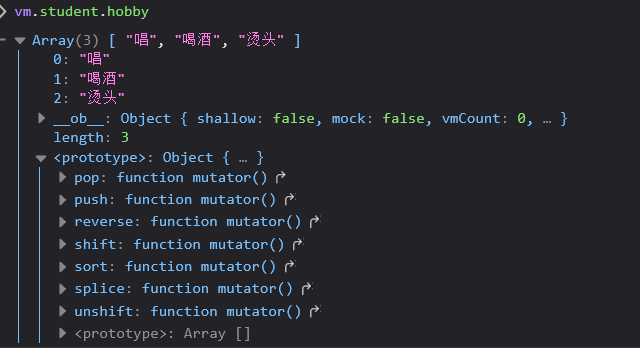 vm.student.hobby
Array(3) [ "唱", "喝酒", "烫头" ]
0: "唱"
1: "喝酒"
2: "烫头"
__ob__: Object { shallow: false, mock: false, vmCount: 0, … }
length: 3
<prototype>: Object { … }
pop: function mutator()
push: function mutator()
reverse: function mutator()
shift: function mutator()
sort: function mutator()
splice: function mutator()
unshift: function mutator()
<prototype>: Array []